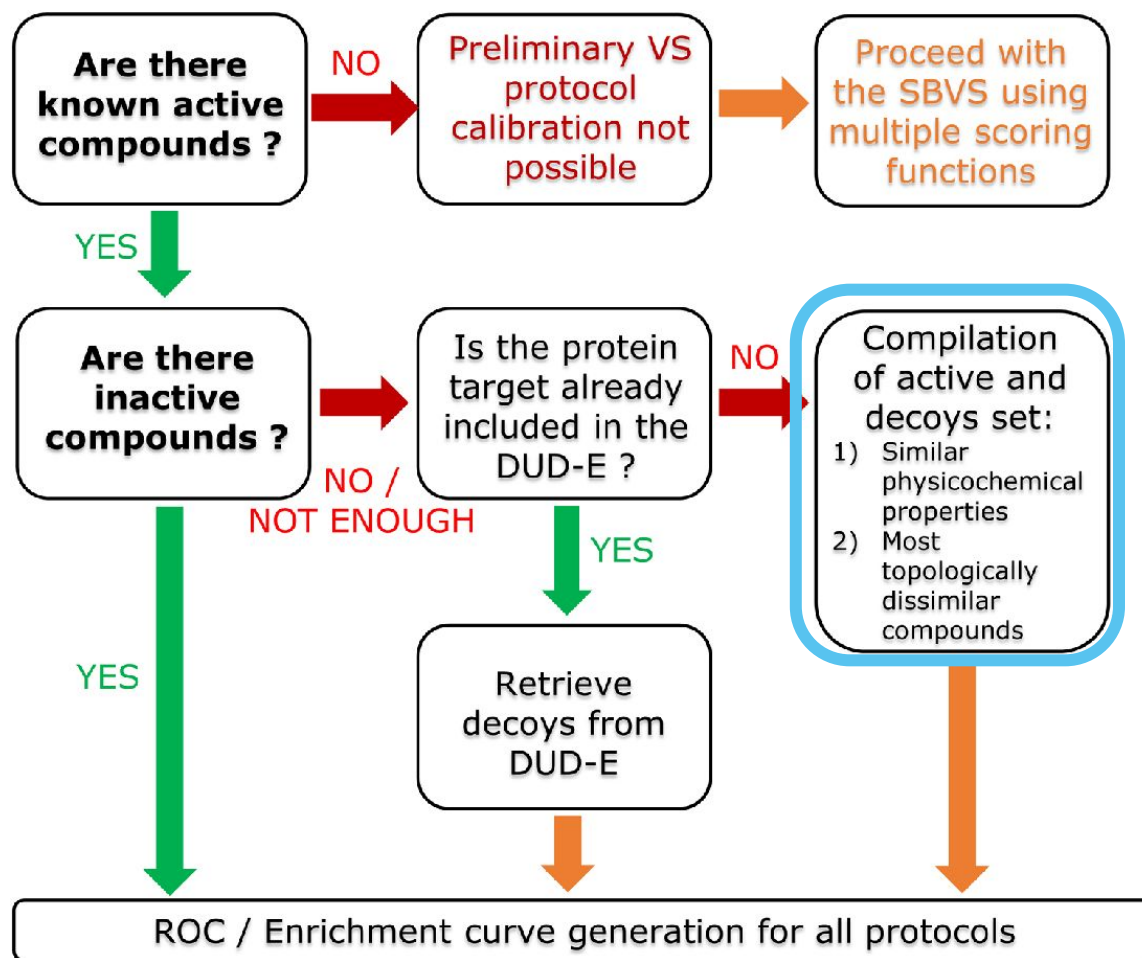 Are there
known active
compounds ?
NO
Preliminary VS
protocol
calibration not
possible
Proceed with
the SBVS using
multiple scoring
functions
YES
Are there
inactive
compounds ?
NO /
NOT ENOUGH
Is the protein
target already
included in the
DUD-E ?
NO
Compilation
of active and
decoys set:
1) Similar
physicochemical
properties
2) Most
topologically
dissimilar
compounds
YES
YES
Retrieve
decoys from
DUD-E
ROC / Enrichment curve generation for all protocols